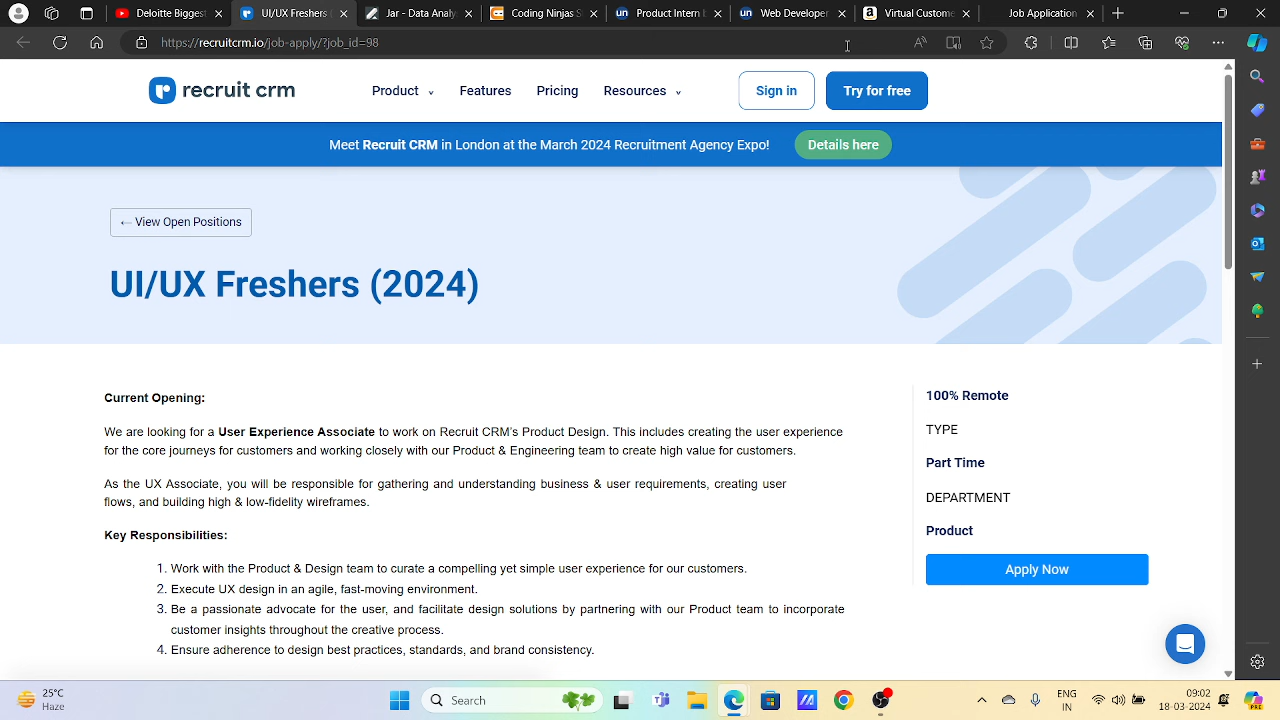 Deloitte Biggest
UI/UX Freshers (
Jar - Data Analy
Coding Ninjas S
Product Intern
Web Developer
Virtual Custome
Job Application
https://recruitcrm.io/job-apply/?job_id=98
recruit crm
Product
Features
Pricing
Resources
Sign in
Try for free
Meet Recruit CRM in London at the March 2024 Recruitment Agency Expo!
Details here
← View Open Positions
UI/UX Freshers (2024)
Current Opening:
We are looking for a User Experience Associate to work on Recruit CRM's Product Design. This includes creating the user experience
for the core journeys for customers and working closely with our Product & Engineering team to create high value for customers.
As the UX Associate, you will be responsible for gathering and understanding business & user requirements, creating user
flows, and building high & low-fidelity wireframes.
Key Responsibilities:
1. Work with the Product & Design team to curate a compelling yet simple user experience for our customers.
2. Execute UX design in an agile, fast-moving environment.
3. Be a passionate advocate for the user, and facilitate design solutions by partnering with our Product team to incorporate
customer insights throughout the creative process.
4. Ensure adherence to design best practices, standards, and brand consistency.
100% Remote
TYPE
Part Time
DEPARTMENT
Product
Apply Now
25°C
Haze
Search
ENG
IN
09:02
18-03-2024